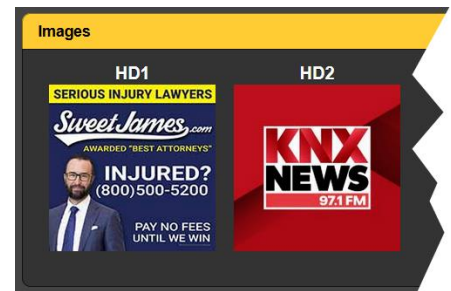 Images
HD1
HD2
SERIOUS INJURY LAWYERS
SweetJames.com
AWARDED "BEST ATTORNEYS"
INJURED?
(800)500-5200
PAY NO FEES
UNTIL WE WIN
KNX
NEWS
97.1 FM